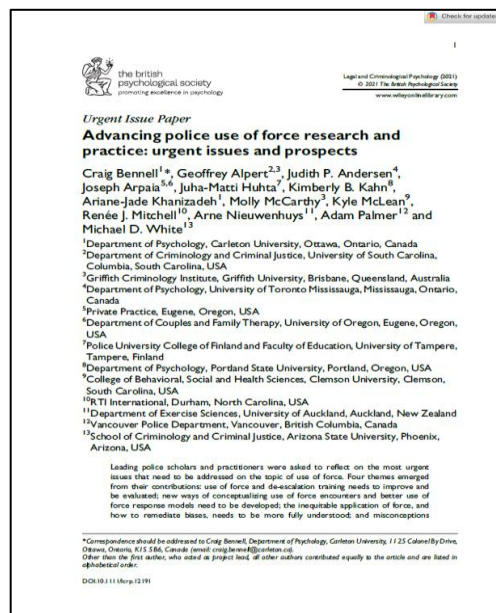 Check for updates
1
the british
psychological society
promoting excellence in psychology
Legal and Criminological Psychology (2021)
© 2021 The British Psychological Society
www.wileyonlinelibrary.com
Urgent Issue Paper
Advancing police use of force research and
practice: urgent issues and prospects
Craig Bennell1*, Geoffrey Alpert2,3, Judith P. Andersen4,
Joseph Arpaia5,6, Juha-Matti Huhta7, Kimberly B. Kahn8,
Ariane-Jade Khanizadeh1, Molly McCarthy3, Kyle McLean9,
Renée J. Mitchell10, Arne Nieuwenhuys11, Adam Palmer12 and
Michael D. White13
1Department of Psychology, Carleton University, Ottawa, Ontario, Canada
2Department of Criminology and Criminal Justice, University of South Carolina,
Columbia, South Carolina, USA
3Griffith Criminology Institute, Griffith University, Brisbane, Queensland, Australia
4Department of Psychology, University of Toronto Mississauga, Mississauga, Ontario,
Canada
5Private Practice, Eugene, Oregon, USA
6Department of Couples and Family Therapy, University of Oregon, Eugene, Oregon,
USA
7Police University College of Finland and Faculty of Education, University of Tampere,
Tampere, Finland
8Department of Psychology, Portland State University, Portland, Oregon, USA
9College of Behavioral, Social and Health Sciences, Clemson University, Clemson,
South Carolina, USA
10RTI International, Durham, North Carolina, USA
11Department of Exercise Sciences, University of Auckland, Auckland, New Zealand
12Vancouver Police Department, Vancouver, British Columbia, Canada
13School of Criminology and Criminal Justice, Arizona State University, Phoenix,
Arizona, USA
Leading police scholars and practitioners were asked to reflect on the most urgent
issues that need to be addressed on the topic of use of force. Four themes emerged
from their contributions: use of force and de-escalation training needs to improve and
be evaluated; new ways of conceptualizing use of force encounters and better use of
force response models need to be developed; the inequitable application of force, and
how to remediate biases, needs to be more fully understood; and misconceptions
*Correspondence should be addressed to Craig Bennell, Department of Psychology, Carleton University, 1125 Colonel By Drive,
Ottawa, Ontario, K1S 5B6, Canada (email: craig.bennell@carleton.ca).
Other than the first author, who acted as project lead, all other authors contributed equally to the article and are listed in
alphabetical order.
DOI:10.1111/lcrp.12191